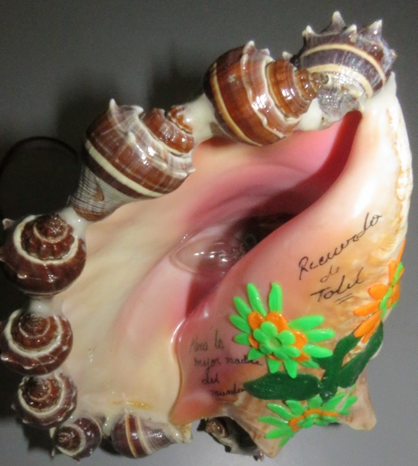 Recuerdo
de
Tolú
Para la
mejor madre
del
mundo